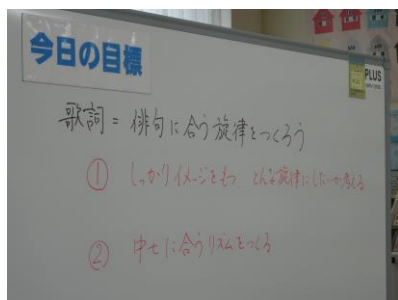 今日の目標
PLUS
歌詞=俳句に合う旋律をつくろう
① しっかりイメージをもつ どんな旋律にしたいか考える
② 中七に合うリズムをつくる